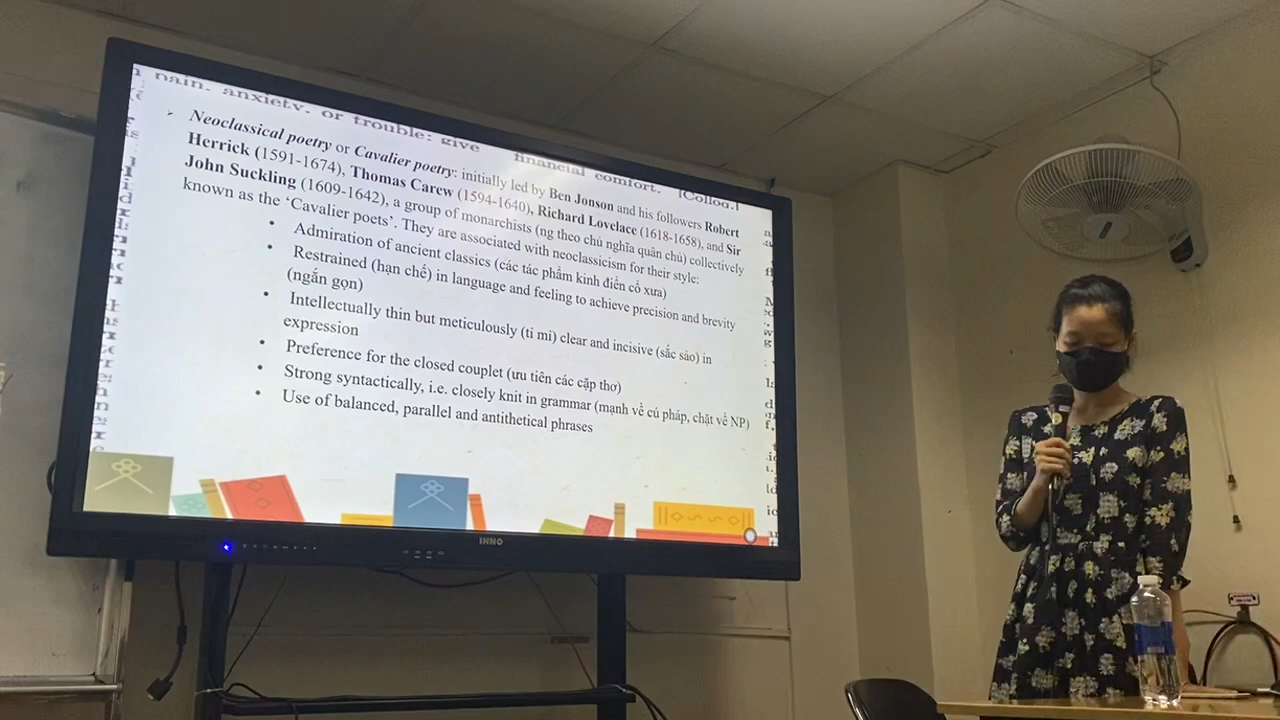 nain. anxiety. or trouble: give financial comfort. [Colloq.]
Neoclassical poetry or Cavalier poetry: initially led by Ben Jonson and his followers Robert
Herrick (1591-1674), Thomas Carew (1594-1640), Richard Lovelace (1618-1658), and Sir
John Suckling (1609-1642), a group of monarchists (ng theo chủ nghĩa quân chủ) collectively
known as the ‘Cavalier poets’. They are associated with neoclassicism for their style:
• Admiration of ancient classics (các tác phẩm kinh điển cổ xưa)
• Restrained (hạn chế) in language and feeling to achieve precision and brevity
(ngắn gọn)
• Intellectually thin but meticulously (tỉ mỉ) clear and incisive (sắc sảo) in
expression
• Preference for the closed couplet (ưu tiên các cặp thơ)
• Strong syntactically, i.e. closely knit in grammar (mạnh về cú pháp, chặt về NP)
• Use of balanced, parallel and antithetical phrases
INNO